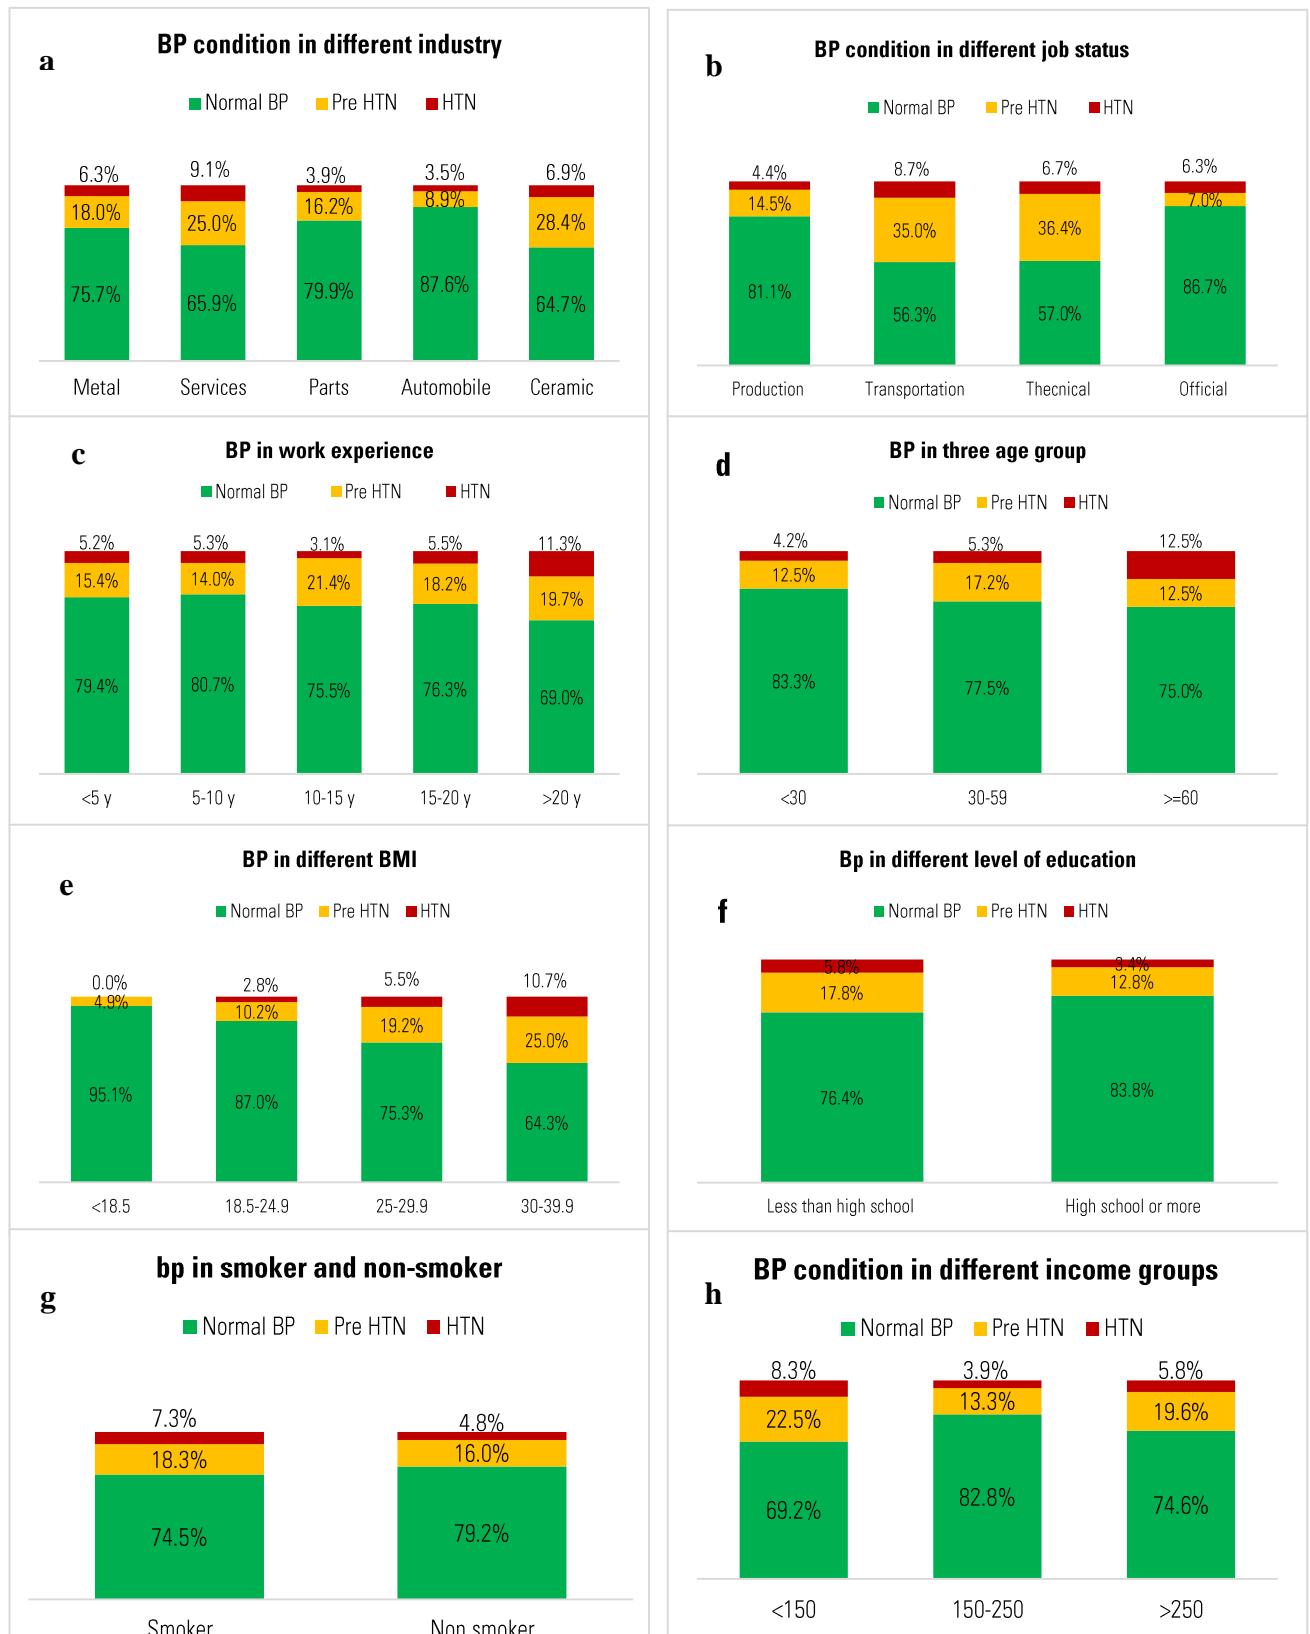 a
BP condition in different industry
Normal BP Pre HTN HTN
6.3% 9.1% 3.9% 3.5% 6.9%
18.0% 25.0% 16.2% 8.9% 28.4%
75.7% 65.9% 79.9% 87.6% 64.7%
Metal Services Parts Automobile Ceramic
b
BP condition in different job status
Normal BP Pre HTN HTN
4.4% 8.7% 6.7% 6.3%
14.5% 35.0% 36.4% 7.0%
81.1% 56.3% 57.0% 86.7%
Production Transportation Thecnical Official
c
BP in work experience
Normal BP Pre HTN HTN
5.2% 5.3% 3.1% 5.5% 11.3%
15.4% 14.0% 21.4% 18.2% 19.7%
79.4% 80.7% 75.5% 76.3% 69.0%
<5 y 5-10 y 10-15 y 15-20 y >20 y
d
BP in three age group
Normal BP Pre HTN HTN
4.2% 5.3% 12.5%
12.5% 17.2% 12.5%
83.3% 77.5% 75.0%
<30 30-59 >=60
e
BP in different BMI
Normal BP Pre HTN HTN
0.0% 2.8% 5.5% 10.7%
4.9% 10.2% 19.2% 25.0%
95.1% 87.0% 75.3% 64.3%
<18.5 18.5-24.9 25-29.9 30-39.9
f
Bp in different level of education
Normal BP Pre HTN HTN
5.8% 3.4%
17.8% 12.8%
76.4% 83.8%
Less than high school High school or more
g
bp in smoker and non-smoker
Normal BP Pre HTN HTN
7.3% 4.8%
18.3% 16.0%
74.5% 79.2%
Smoker Non smoker
h
BP condition in different income groups
Normal BP Pre HTN HTN
8.3% 3.9% 5.8%
22.5% 13.3% 19.6%
69.2% 82.8% 74.6%
<150 150-250 >250